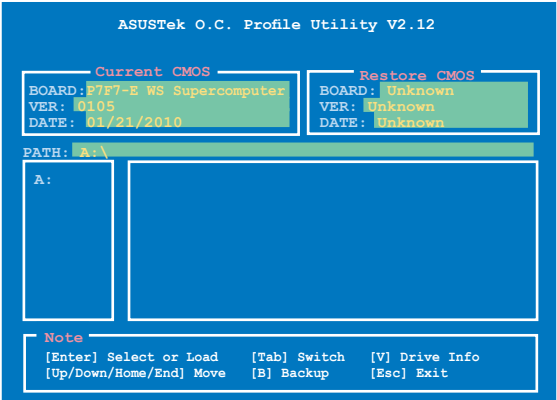 ASUSTek O.C. Profile Utility V2.12
Current CMOS
BOARD: P7F7-E WS Supercomputer
VER: 0105
DATE: 01/21/2010
Restore CMOS
BOARD: Unknown
VER: Unknown
DATE: Unknown
PATH: A:\
A:
Note
[Enter] Select or Load [Tab] Switch [V] Drive Info
[Up/Down/Home/End] Move [B] Backup [Esc] Exit